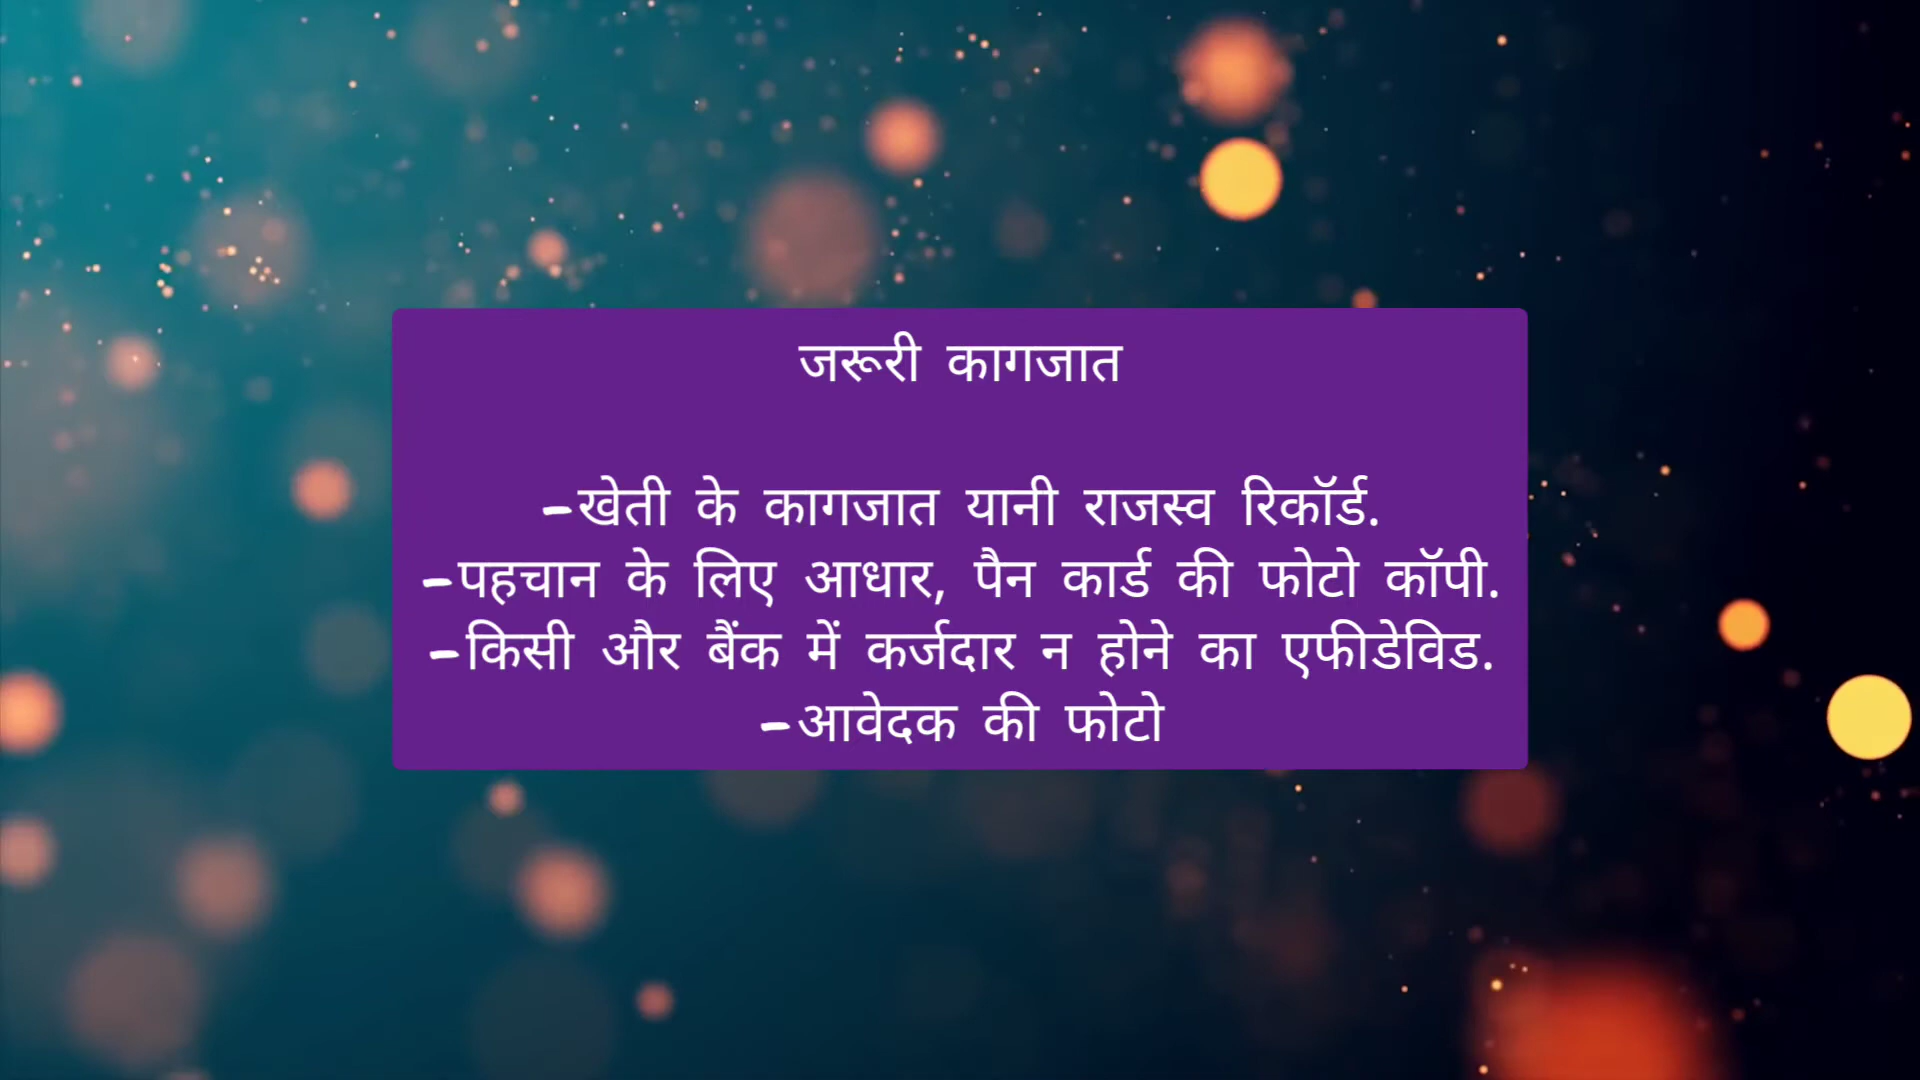 जरूरी कागजात
-खेती के कागजात यानी राजस्व रिकॉर्ड.
-पहचान के लिए आधार, पैन कार्ड की फोटो कॉपी.
-किसी और बैंक में कर्जदार न होने का एफीडेविड.
-आवेदक की फोटो